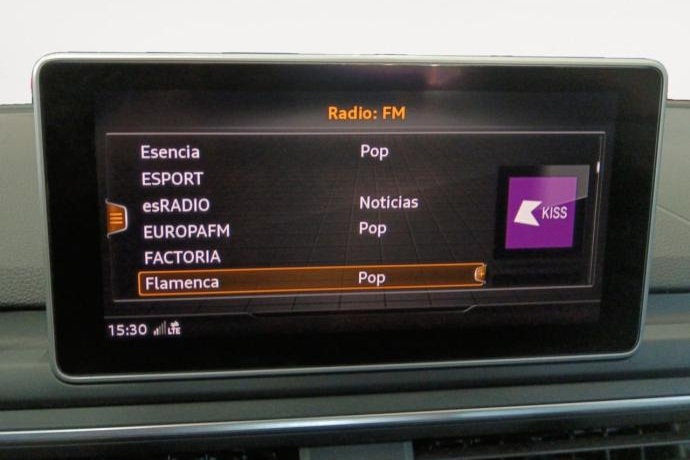 Radio: FM
Esencia Pop
ESPORT
esRADIO Noticias
EUROPAFM Pop
FACTORIA
Flamenca Pop
KISS
15:30 LTE